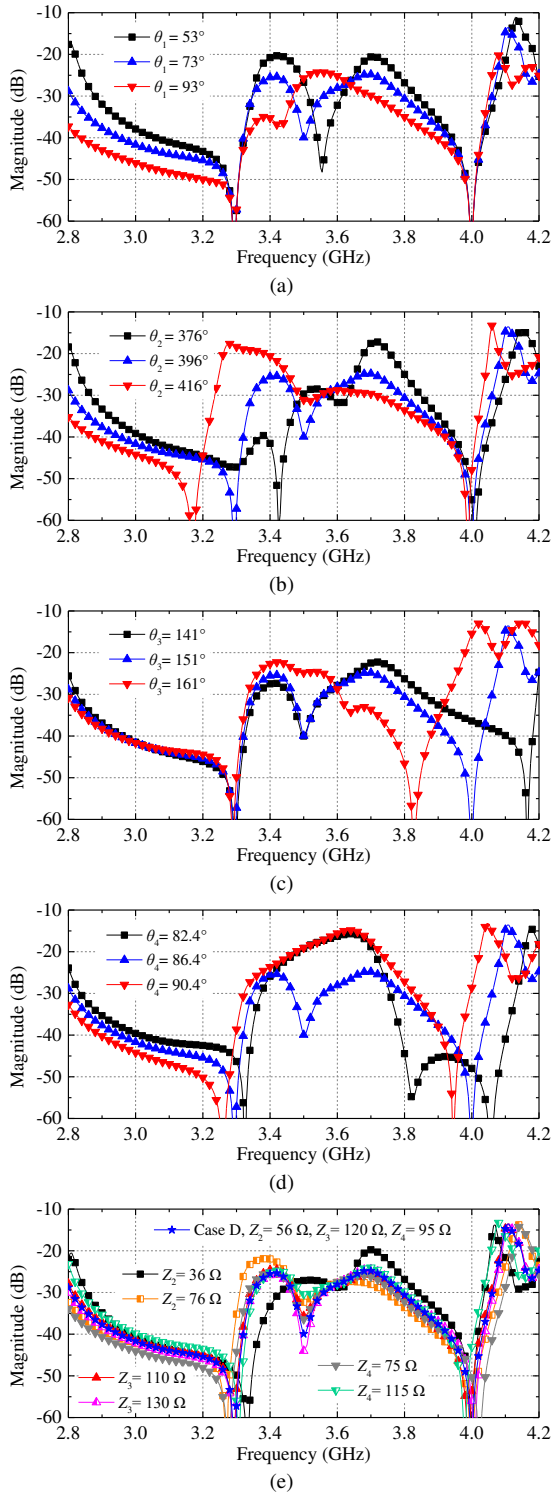 -10
-20
-30
-40
-50
-60
Magnitude (dB)
θ₁ = 53°
θ₁ = 73°
θ₁ = 93°
2.8 3.0 3.2 3.4 3.6 3.8 4.0 4.2
Frequency (GHz)
(a)
-10
-20
-30
-40
-50
-60
Magnitude (dB)
θ₂ = 376°
θ₂ = 396°
θ₂ = 416°
2.8 3.0 3.2 3.4 3.6 3.8 4.0 4.2
Frequency (GHz)
(b)
-10
-20
-30
-40
-50
-60
Magnitude (dB)
θ₃= 141°
θ₃= 151°
θ₃= 161°
2.8 3.0 3.2 3.4 3.6 3.8 4.0 4.2
Frequency (GHz)
(c)
-10
-20
-30
-40
-50
-60
Magnitude (dB)
θ₄= 82.4°
θ₄= 86.4°
θ₄= 90.4°
2.8 3.0 3.2 3.4 3.6 3.8 4.0 4.2
Frequency (GHz)
(d)
-10
-20
-30
-40
-50
-60
Magnitude (dB)
Case D, Z₂= 56 Ω, Z₃= 120 Ω, Z₄= 95 Ω
Z₂= 36 Ω
Z₂= 76 Ω
Z₃= 110 Ω
Z₃= 130 Ω
Z₄= 75 Ω
Z₄= 115 Ω
2.8 3.0 3.2 3.4 3.6 3.8 4.0 4.2
Frequency (GHz)
(e)